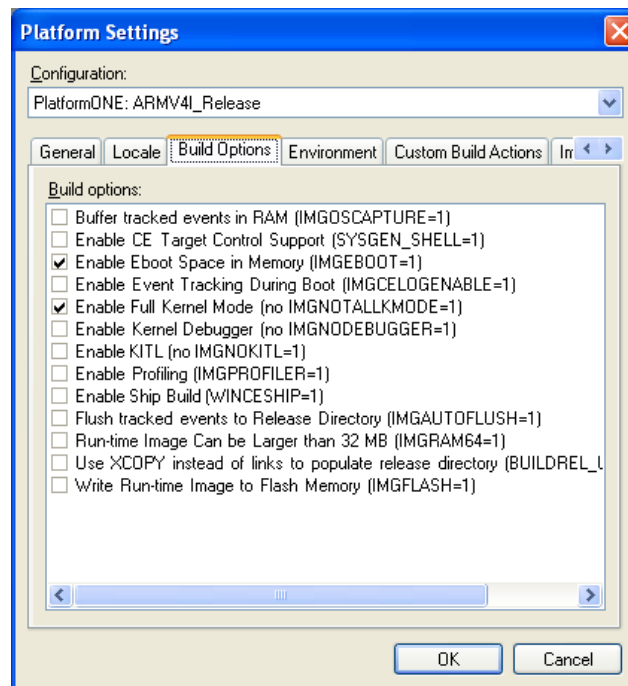 Platform Settings
Configuration:
PlatformONE: ARMV4I_Release
General Locale Build Options Environment Custom Build Actions
Build options:
Buffer tracked events in RAM (IMGOSCAPTURE=1)
Enable CE Target Control Support (SYSGEN_SHELL=1)
Enable Eboot Space in Memory (IMGEBOOT=1)
Enable Event Tracking During Boot (IMGCELOGENABLE=1)
Enable Full Kernel Mode (no IMGNOTALLKMODE=1)
Enable Kernel Debugger (no IMGNODEBUGGER=1)
Enable KITL (no IMGNOKITL=1)
Enable Profiling (IMGPROFILER=1)
Enable Ship Build (WINCESHIP=1)
Flush tracked events to Release Directory (IMGAUTOFLUSH=1)
Run-time Image Can be Larger than 32 MB (IMGRAM64=1)
Use XCOPY instead of links to populate release directory (BUILDREL_U
Write Run-time Image to Flash Memory (IMGFLASH=1)
OK Cancel